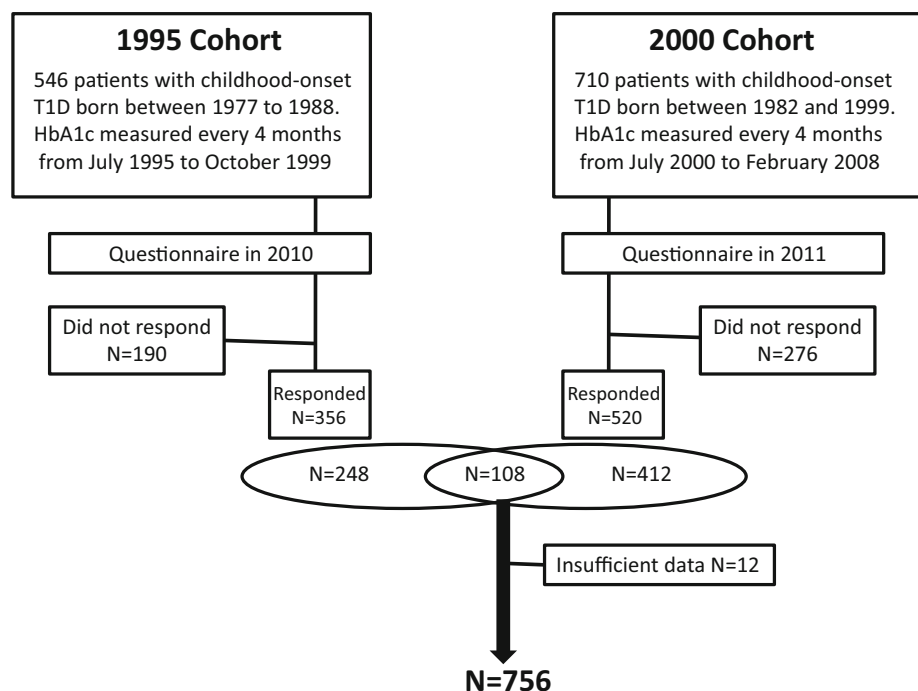 1995 Cohort
546 patients with childhood-onset
T1D born between 1977 to 1988.
HbA1c measured every 4 months
from July 1995 to October 1999
2000 Cohort
710 patients with childhood-onset
T1D born between 1982 and 1999.
HbA1c measured every 4 months
from July 2000 to February 2008
Questionnaire in 2010
Questionnaire in 2011
Did not respond
N=190
Did not respond
N=276
Responded
N=356
Responded
N=520
N=248
N=108
N=412
Insufficient data N=12
N=756